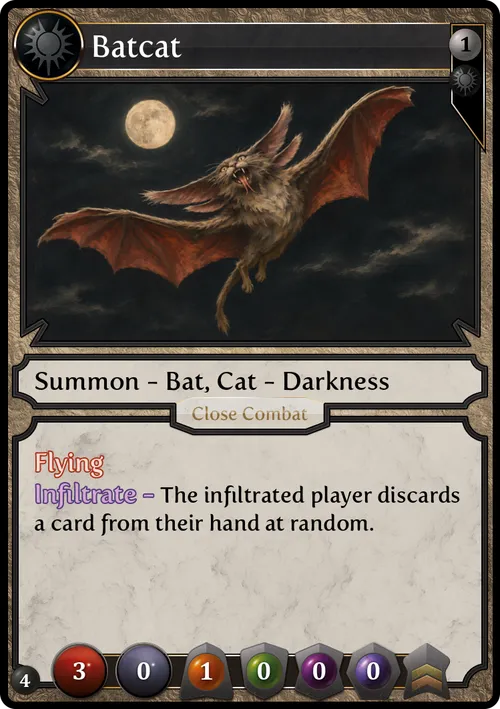 Batcat
1
Summon – Bat, Cat – Darkness
Close Combat
Flying
Infiltrate – The infiltrated player discards
a card from their hand at random.
4 3* 0* 1 0 0 0